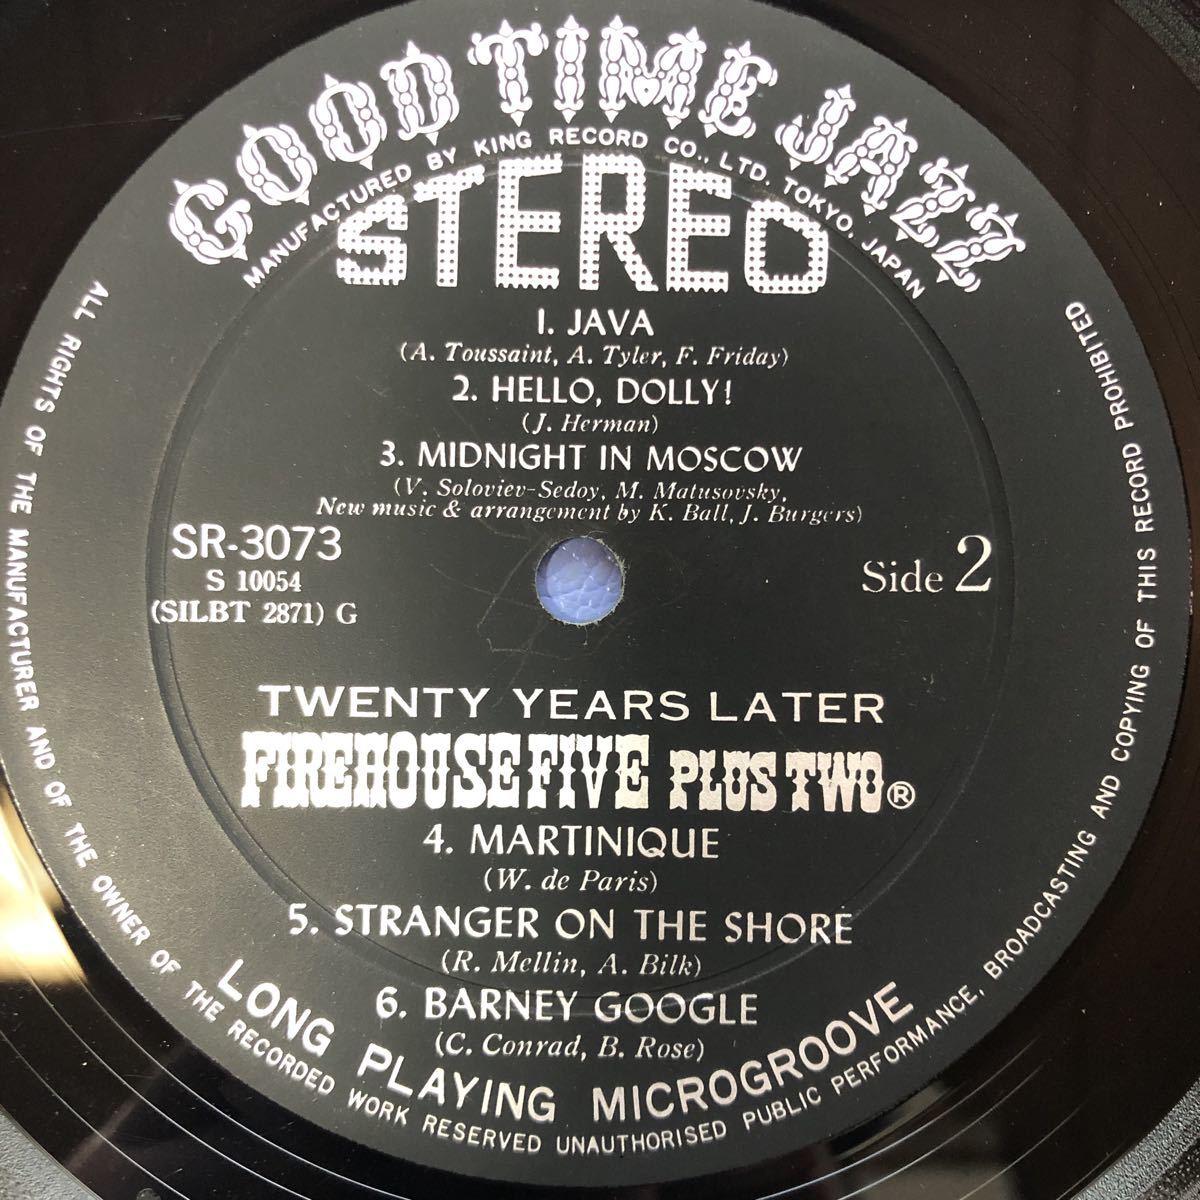 GOOD TIME JAZZ
MANUFACTURED BY KING RECORD CO., LTD. TOKYO, JAPAN
STEREO
1. JAVA
(A. Toussaint, A. Tyler, F. Friday)
2. HELLO, DOLLY!
(J. Herman)
3. MIDNIGHT IN MOSCOW
(V. Soloviev-Sedoy, M. Matusovsky,
New music & arrangement by K. Ball, J. Burgers)
SR-3073
S 10054
(SILBT 2871) G
Side 2
TWENTY YEARS LATER
FIREHOUSE FIVE PLUS TWO®
4. MARTINIQUE
(W. de Paris)
5. STRANGER ON THE SHORE
(R. Mellin, A. Bilk)
6. BARNEY GOOGLE
(C. Conrad, B. Rose)
LONG PLAYING MICROGROOVE
ALL RIGHTS OF THE MANUFACTURER AND OF THE OWNER OF THE RECORDED WORK RESERVED UNAUTHORISED PUBLIC PERFORMANCE, BROADCASTING AND COPYING OF THIS RECORD PROHIBITED